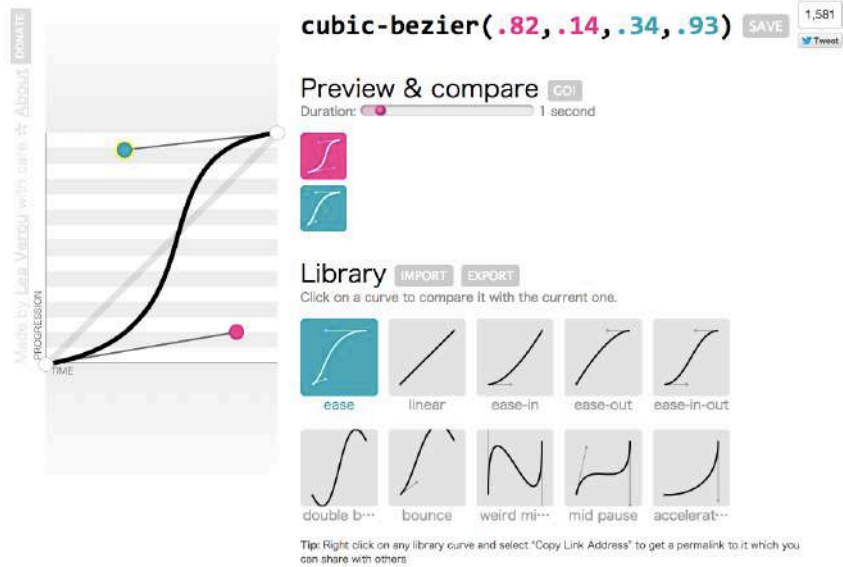 cubic-bezier(.82,.14,.34,.93) SAVE
1,581
Tweet
DONATE
Made by Lea Verou with care ☆ About
Preview & compare GO!
Duration: 1 second
PROGRESSION
TIME
Library IMPORT EXPORT
Click on a curve to compare it with the current one.
ease linear ease-in ease-out ease-in-out
double b··· bounce weird mi··· mid pause accelerat···
Tip: Right click on any library curve and select "Copy Link Address" to get a permalink to it which you
can share with others